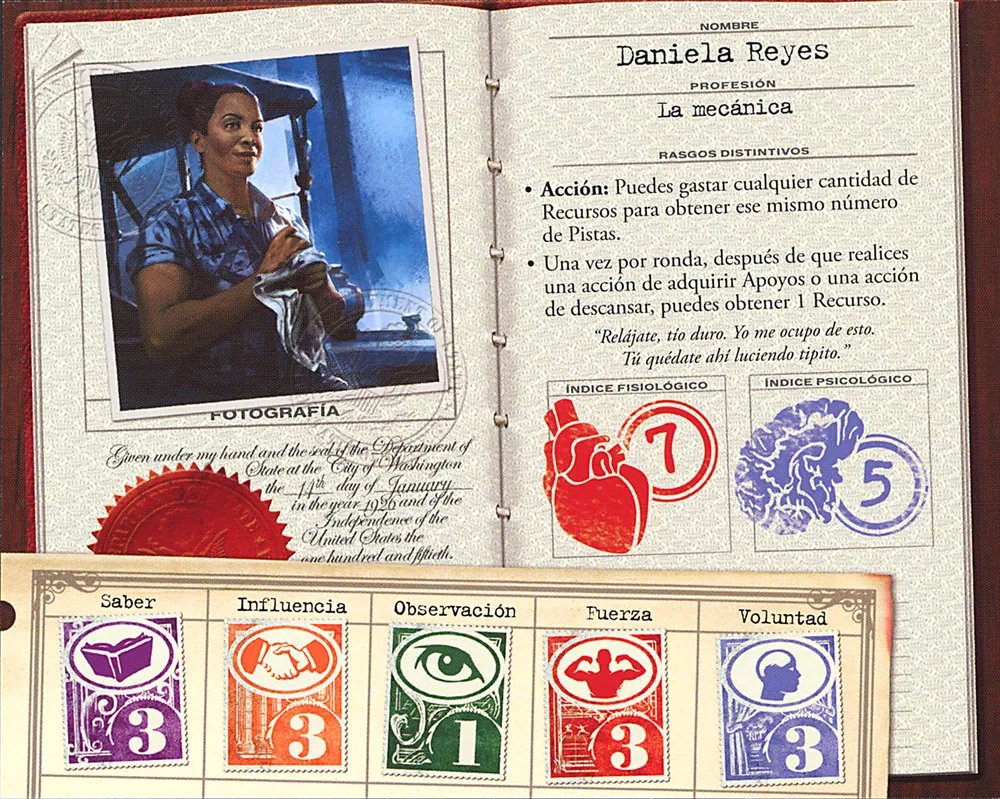 NOMBRE
Daniela Reyes
PROFESIÓN
La mecánica
RASGOS DISTINTIVOS
• Acción: Puedes gastar cualquier cantidad de
Recursos para obtener ese mismo número
de Pistas.
• Una vez por ronda, después de que realices
una acción de adquirir Apoyos o una acción
de descansar, puedes obtener 1 Recurso.
“Relájate, tío duro. Yo me ocupo de esto.
Tú quédate ahí luciendo tipito.”
ÍNDICE FISIOLÓGICO
7
ÍNDICE PSICOLÓGICO
5
FOTOGRAFÍA
Given under my hand and the seal of the Department of
State at the City of Washington
the 14th day of January
in the year 1926 and of the
Independence of the
United States the
one hundred and fiftieth.
Saber
Influencia
Observación
Fuerza
Voluntad
3
3
1
3
3